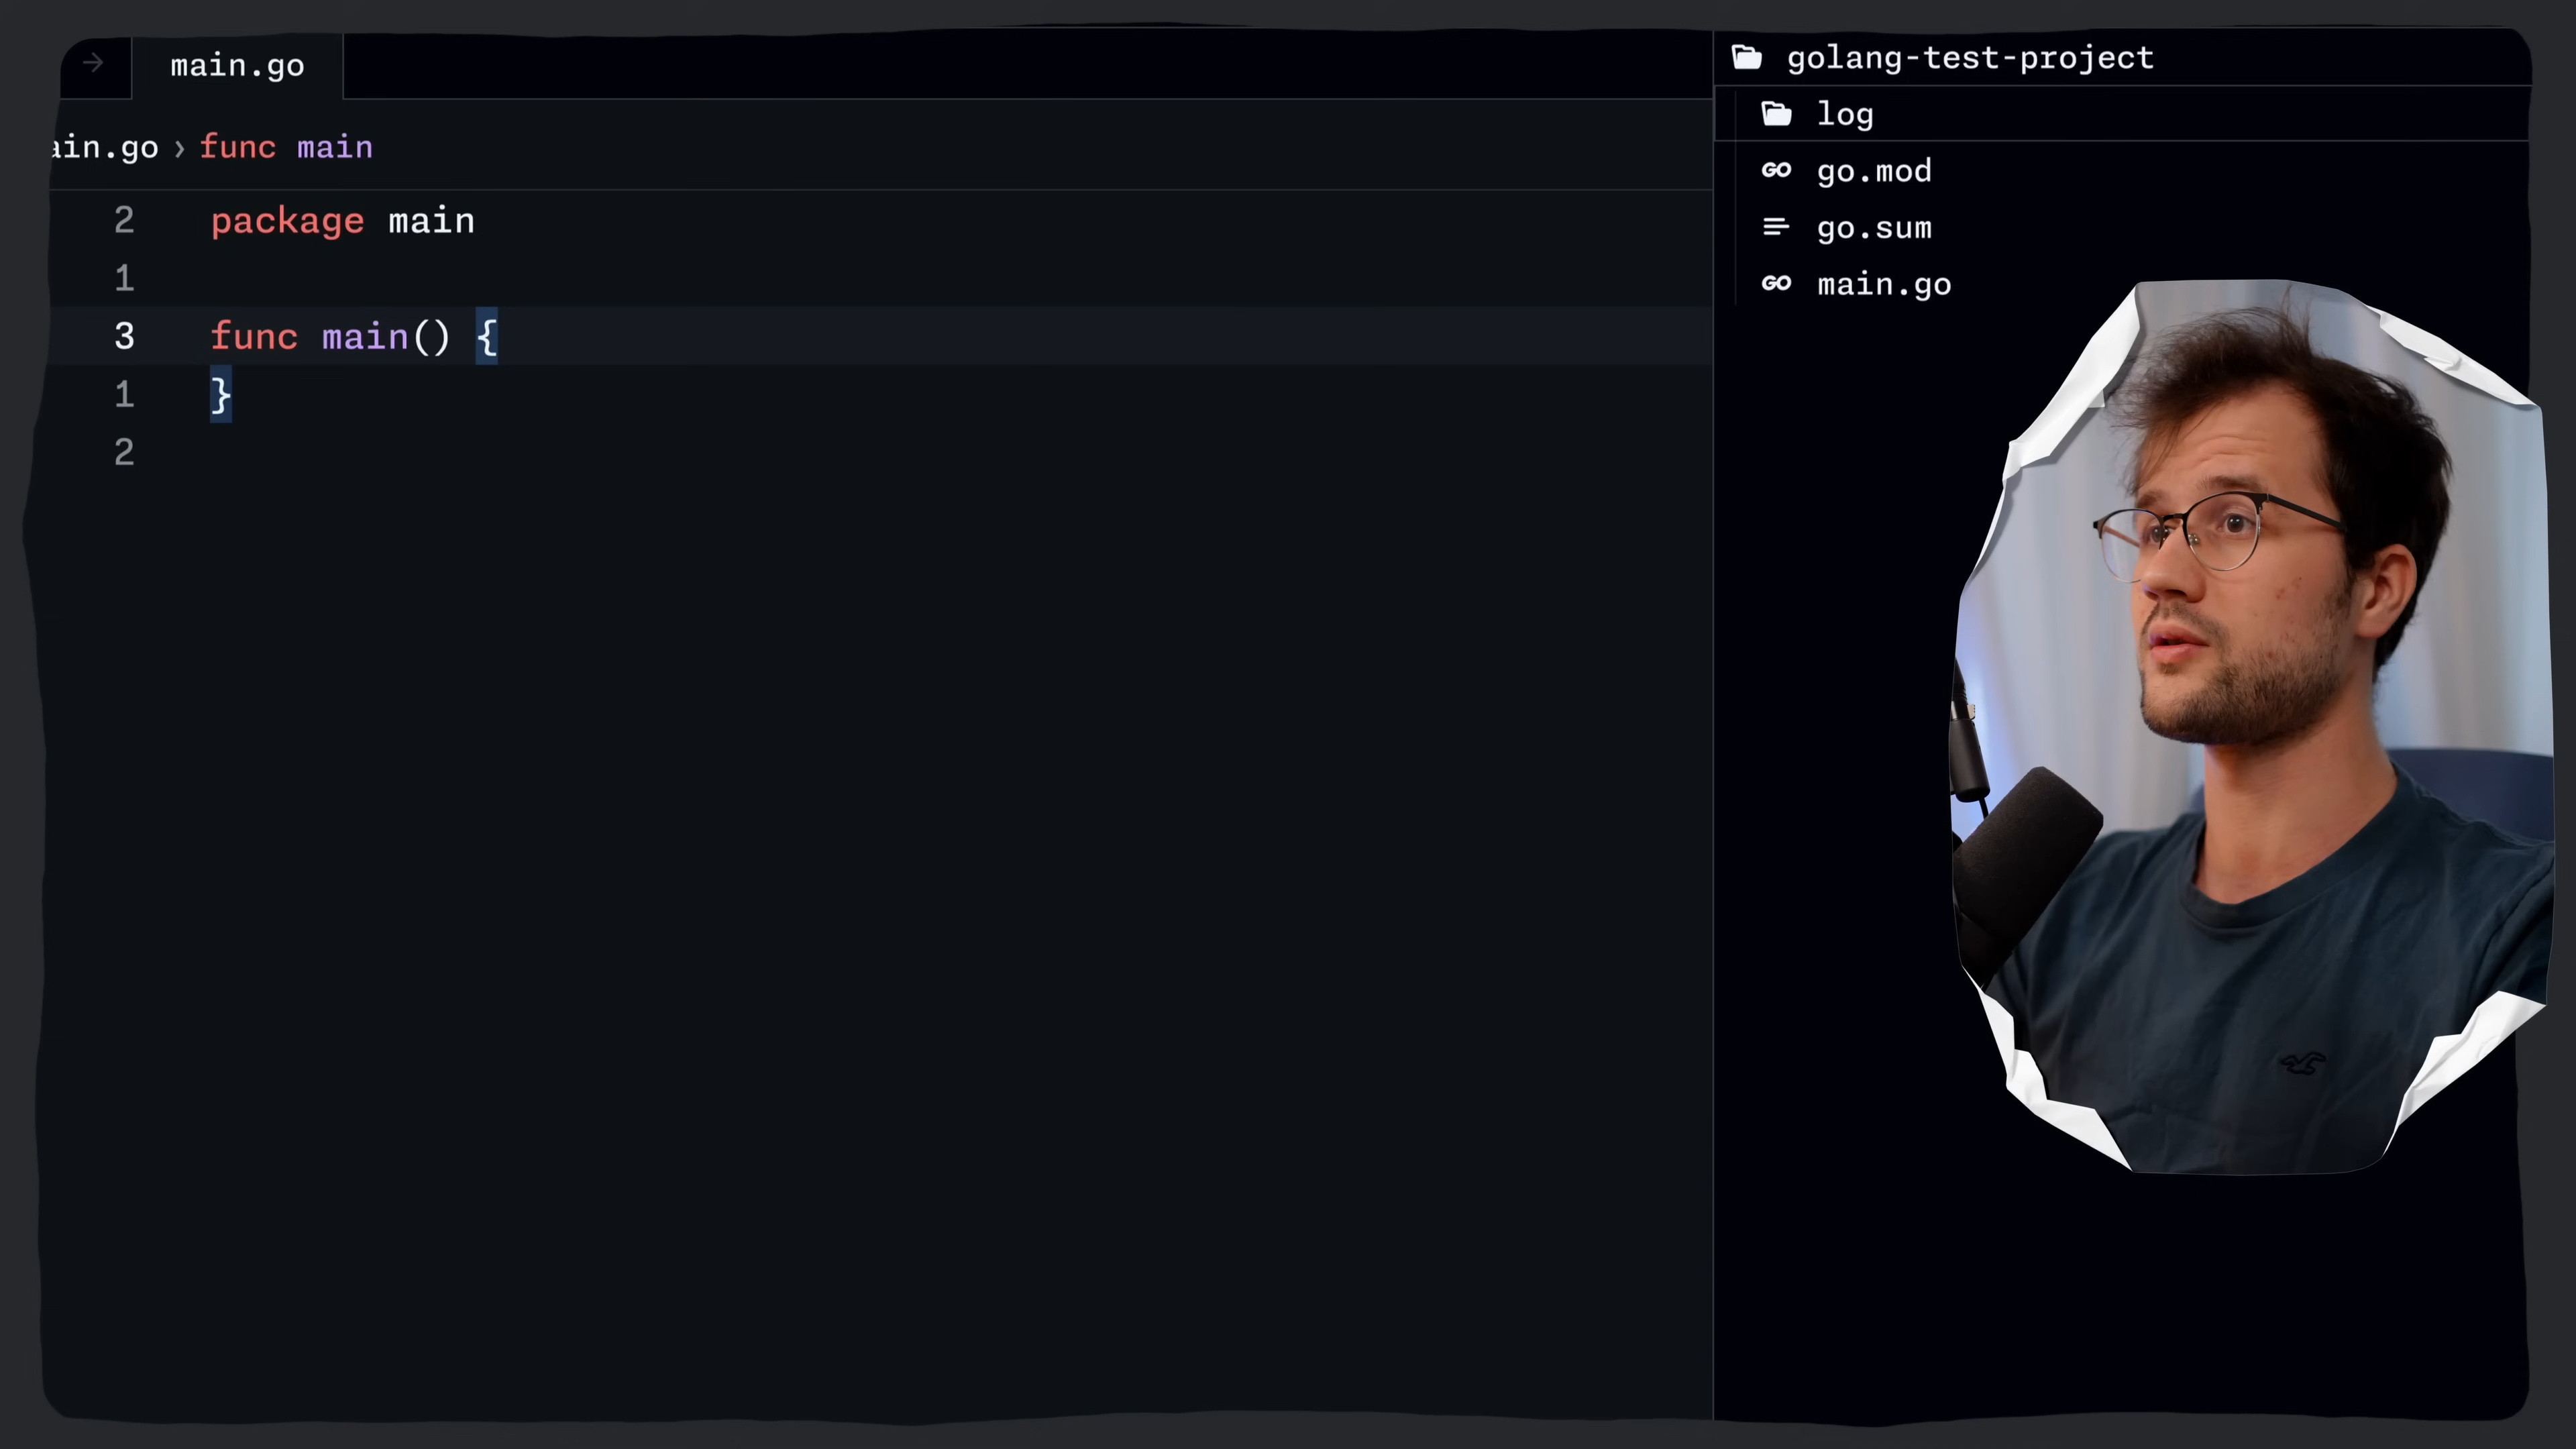 main.go
ain.go › func main
2 package main
1
3 func main() {
1 }
2
golang-test-project
log
go.mod
go.sum
main.go